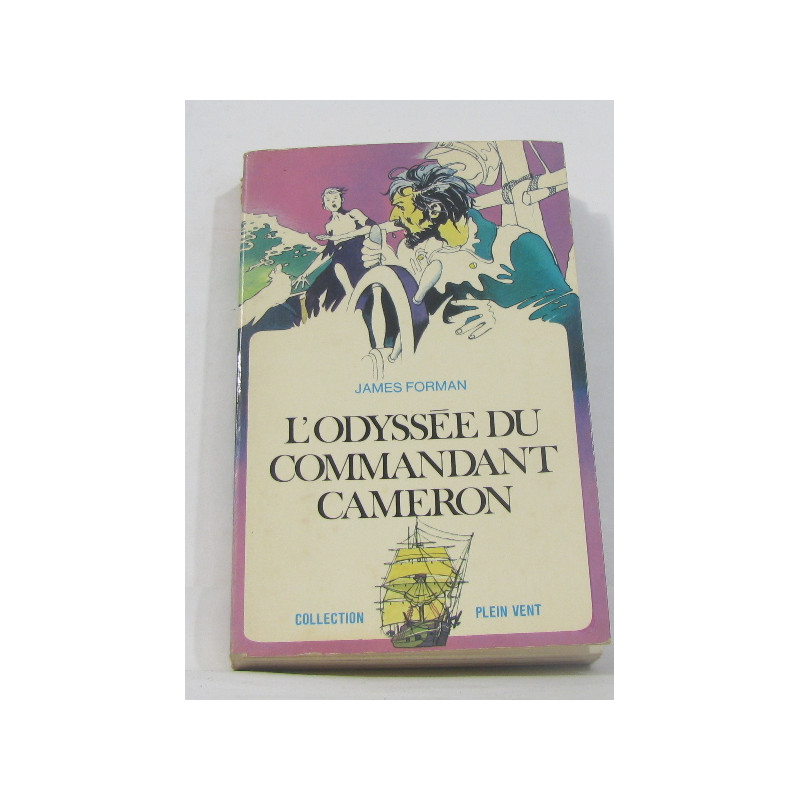 JAMES FORMAN
L'ODYSSÉE DU
COMMANDANT
CAMERON
COLLECTION PLEIN VENT